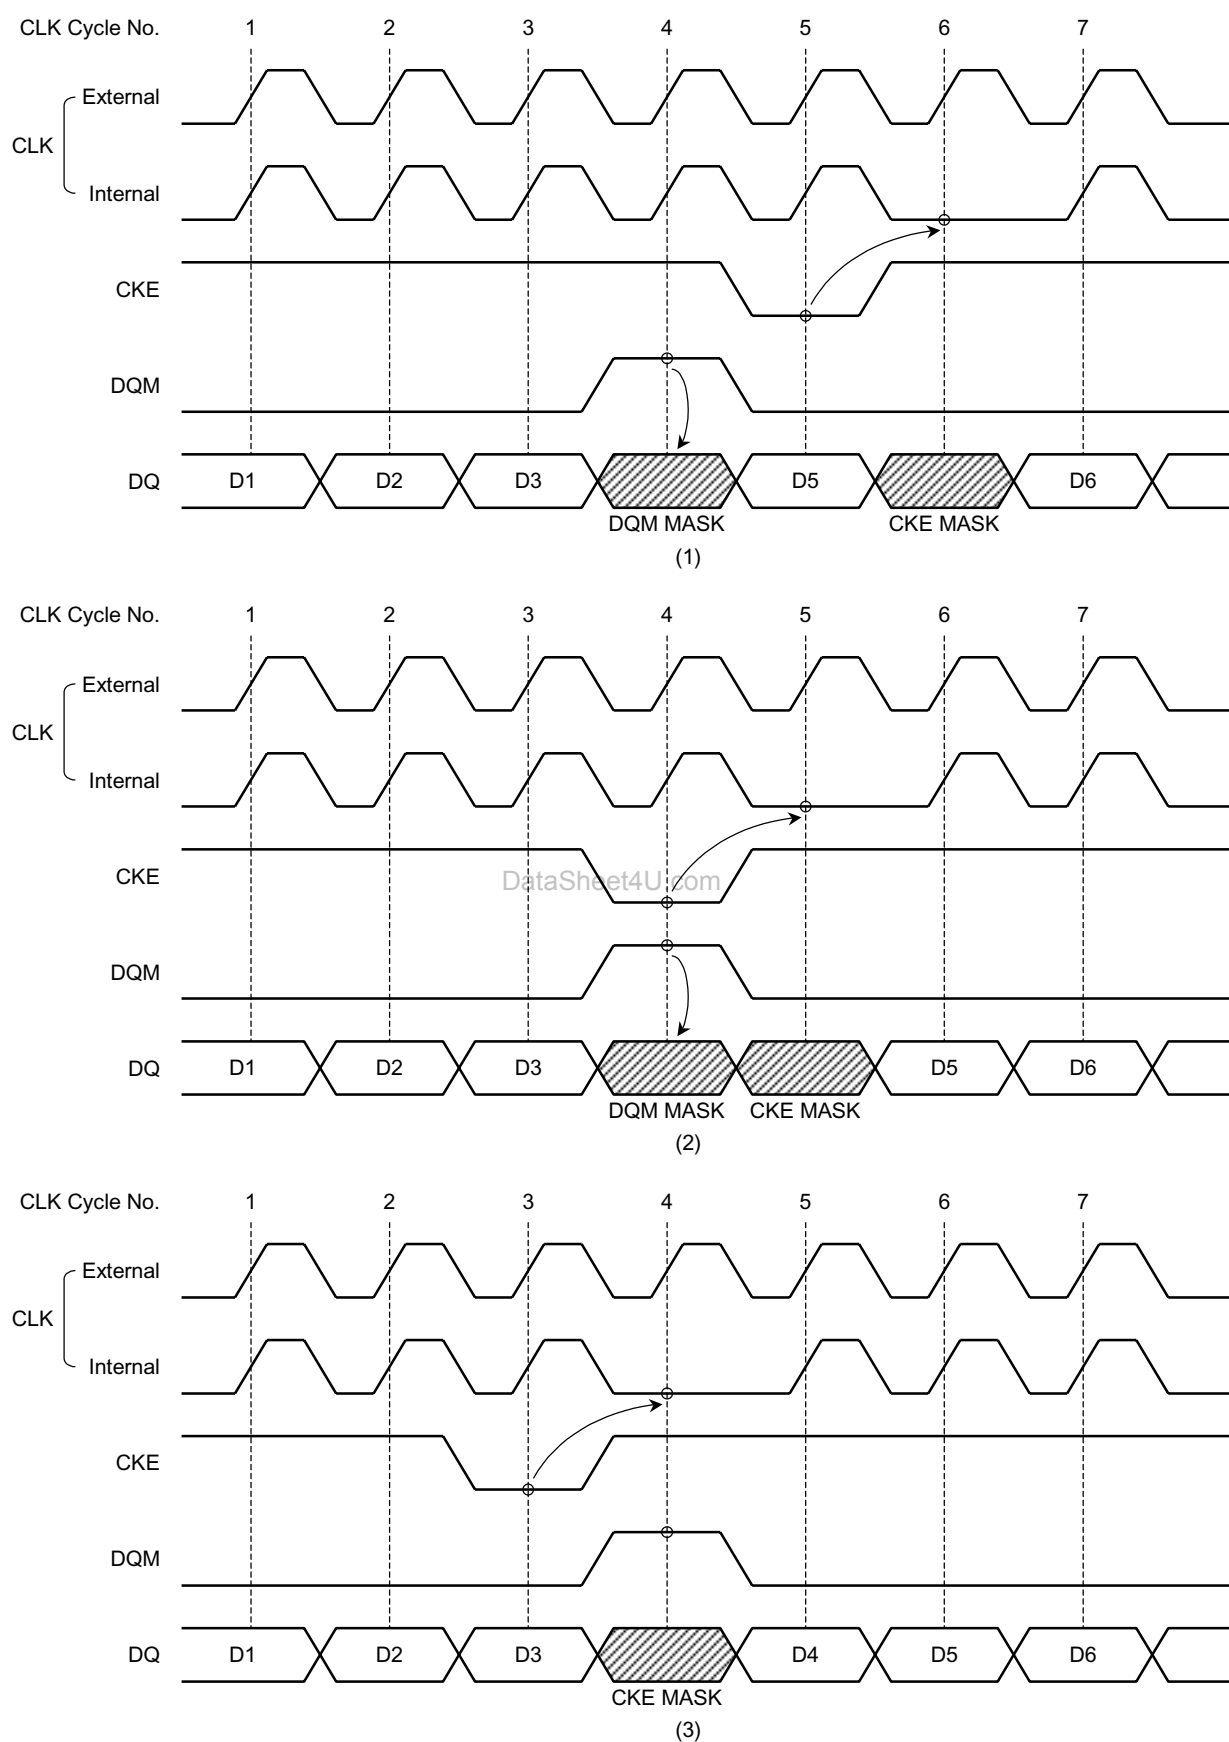 CLK Cycle No. 1 2 3 4 5 6 7
External
CLK
Internal
CKE
DQM
DQ D1 D2 D3 D5 D6
DQM MASK CKE MASK
(1)
CLK Cycle No. 1 2 3 4 5 6 7
External
CLK
Internal
CKE
DataSheet4U.com
DQM
DQ D1 D2 D3 D5 D6
DQM MASK CKE MASK
(2)
CLK Cycle No. 1 2 3 4 5 6 7
External
CLK
Internal
CKE
DQM
DQ D1 D2 D3 D4 D5 D6
CKE MASK
(3)